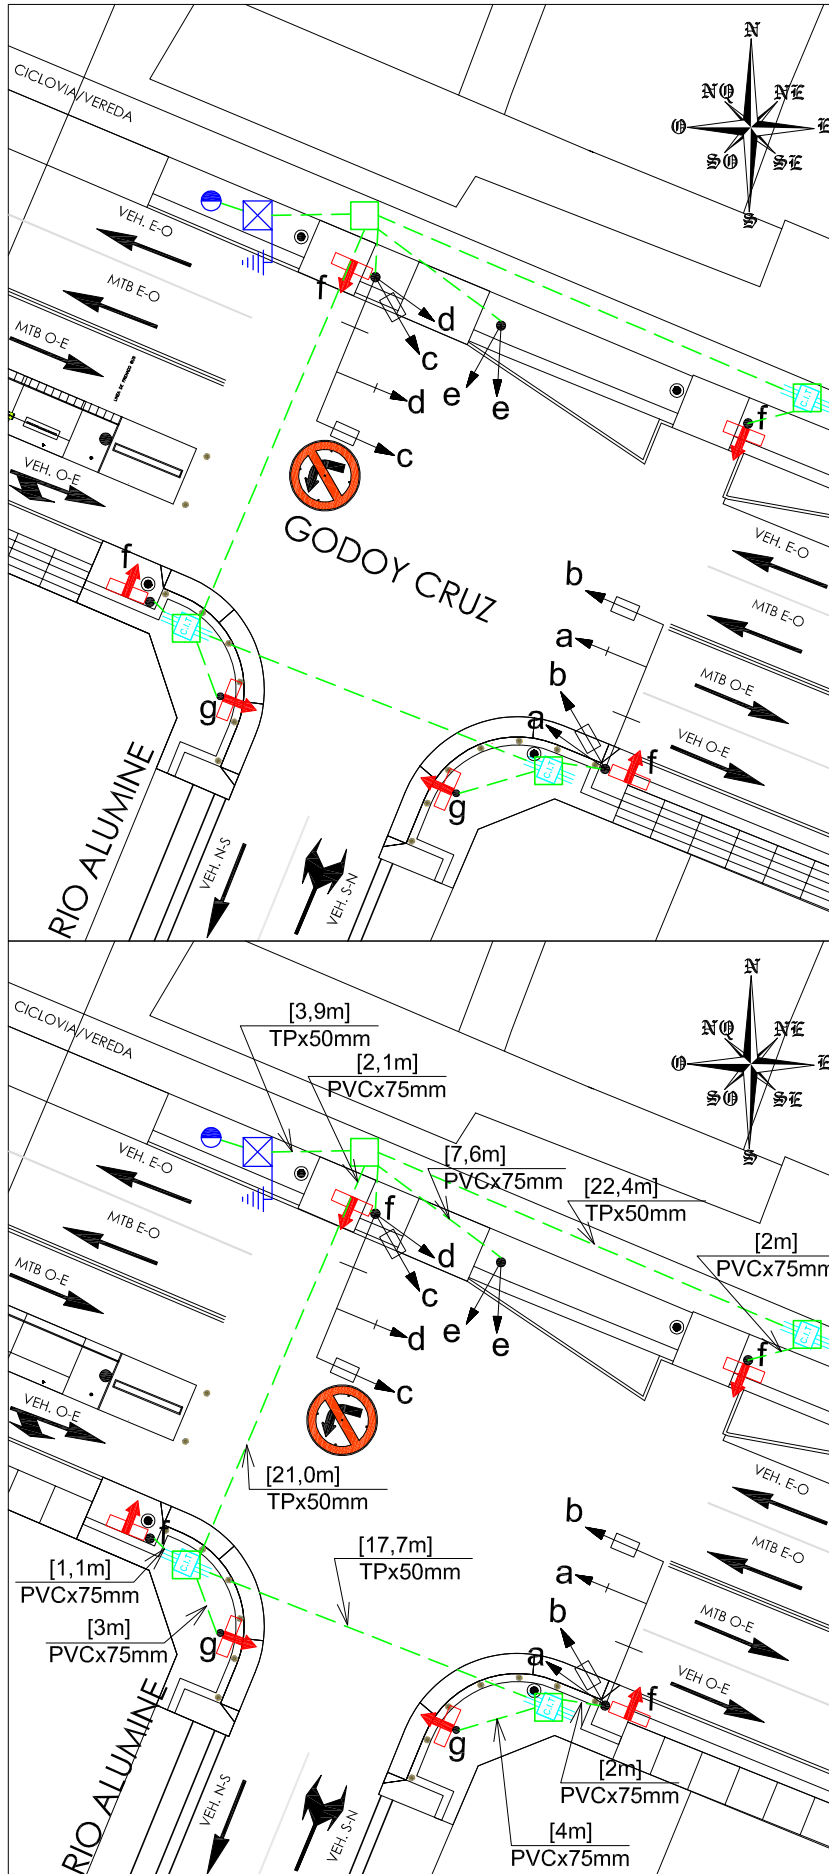 N
NO
NE
O
E
SO
SE
S
CICLOVIA/VEREDA
VEH. E-O
MTB E-O
MTB O-E
f
d
c
e
e
d
c
f
C.I.T
VEH. O-E
GODOY CRUZ
VEH. E-O
f
b
MTB E-O
a
C.I.T
b
MTB O-E
g
a
VEH O-E
f
C.I.T
g
RIO ALUMINE
VEH. N-S
VEH. S-N
N
NO
NE
O
E
SO
SE
S
[3,9m]
TPx50mm
CICLOVIA/VEREDA
[2,1m]
PVCx75mm
[7,6m]
PVCx75mm
[22,4m]
TPx50mm
[2m]
PVCx75mm
VEH. E-O
MTB E-O
MTB O-E
f
d
c
e
e
d
c
C.I.T
f
VEH. O-E
[21,0m]
TPx50mm
VEH. E-O
b
f
[17,7m]
TPx50mm
MTB E-O
[1,1m]
PVCx75mm
C.I.T
a
b
MTB O-E
[3m]
PVCx75mm
g
a
VEH O-E
f
C.I.T
g
RIO ALUMINE
[2m]
PVCx75mm
VEH. N-S
VEH. S-N
[4m]
PVCx75mm